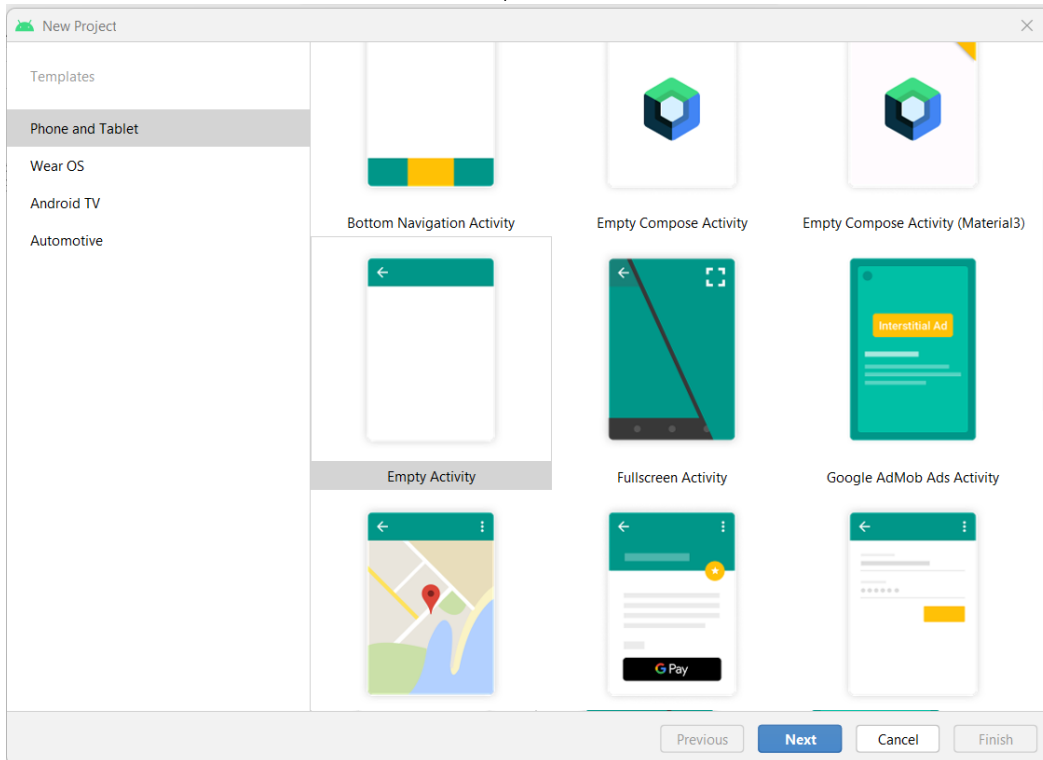 New Project
Templates
Phone and Tablet
Wear OS
Android TV
Automotive
Bottom Navigation Activity
Empty Compose Activity
Empty Compose Activity (Material3)
Interstitial Ad
Empty Activity
Fullscreen Activity
Google AdMob Ads Activity
G Pay
Previous
Next
Cancel
Finish